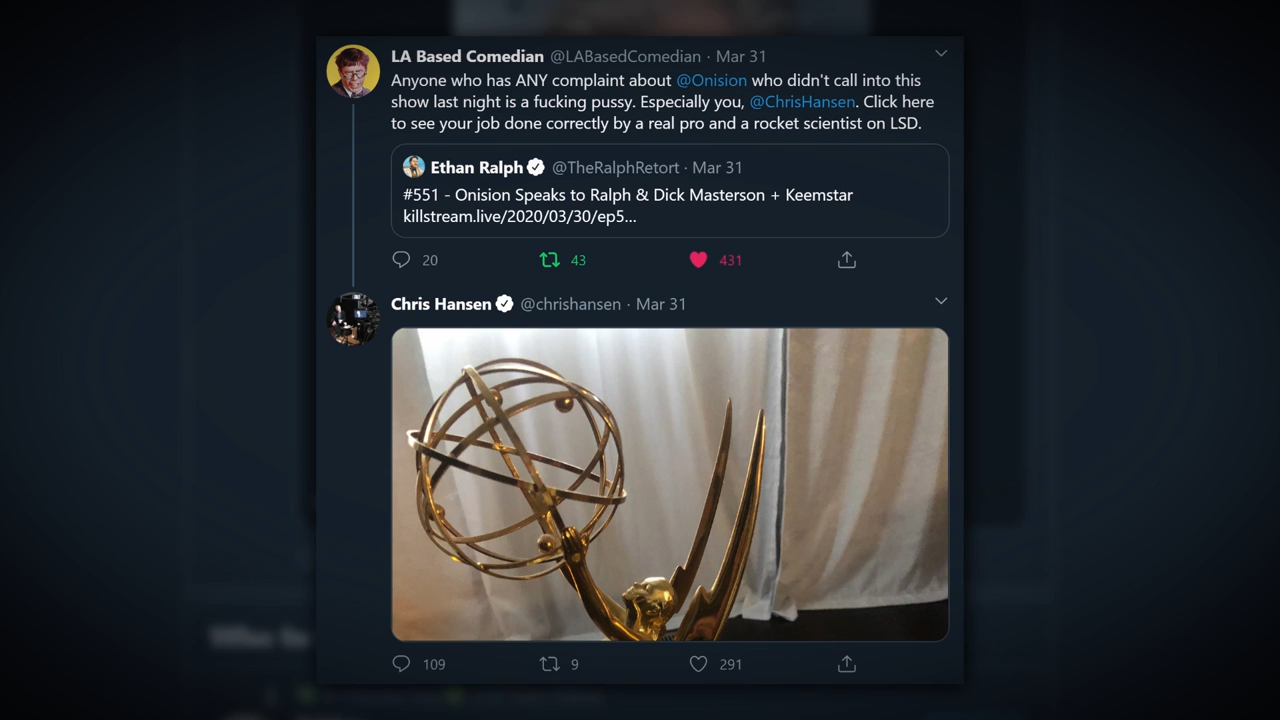 LA Based Comedian @LABasedComedian · Mar 31
Anyone who has ANY complaint about @Onision who didn't call into this
show last night is a fucking pussy. Especially you, @ChrisHansen. Click here
to see your job done correctly by a real pro and a rocket scientist on LSD.
Ethan Ralph @TheRalphRetort · Mar 31
#551 - Onision Speaks to Ralph & Dick Masterson + Keemstar
killstream.live/2020/03/30/ep5...
20 43 431
Chris Hansen @chrishansen · Mar 31
109 9 291